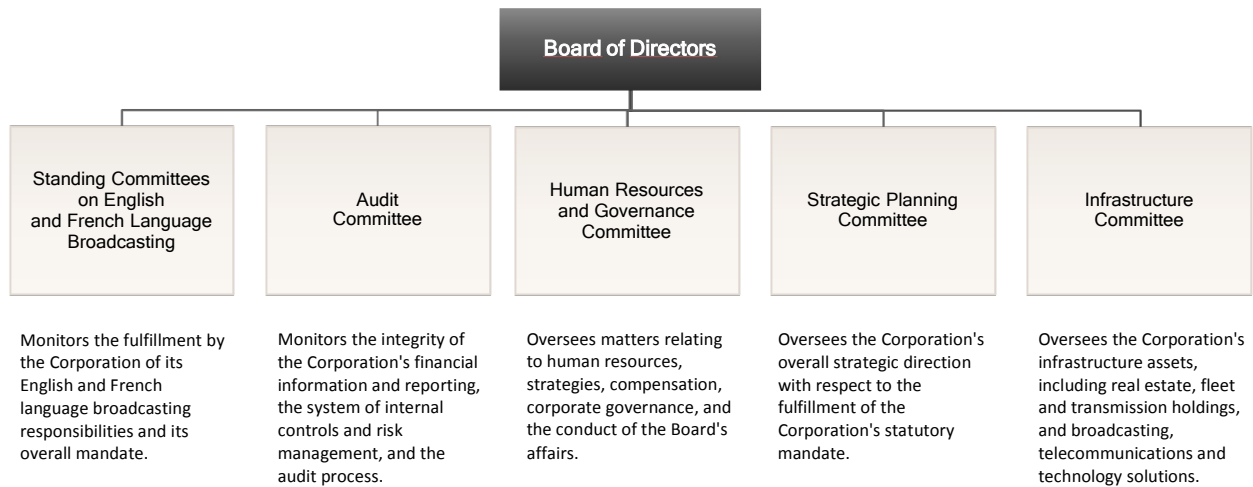 Board of Directors
Standing Committees
on English
and French Language
Broadcasting
Audit
Committee
Human Resources
and Governance
Committee
Strategic Planning
Committee
Infrastructure
Committee
Monitors the fulfillment by
the Corporation of its
English and French
language broadcasting
responsibilities and its
overall mandate.
Monitors the integrity of
the Corporation's financial
information and reporting,
the system of internal
controls and risk
management, and the
audit process.
Oversees matters relating
to human resources,
strategies, compensation,
corporate governance, and
the conduct of the Board's
affairs.
Oversees the Corporation's
overall strategic direction
with respect to the
fulfillment of the
Corporation's statutory
mandate.
Oversees the Corporation's
infrastructure assets,
including real estate, fleet
and transmission holdings,
and broadcasting,
telecommunications and
technology solutions.